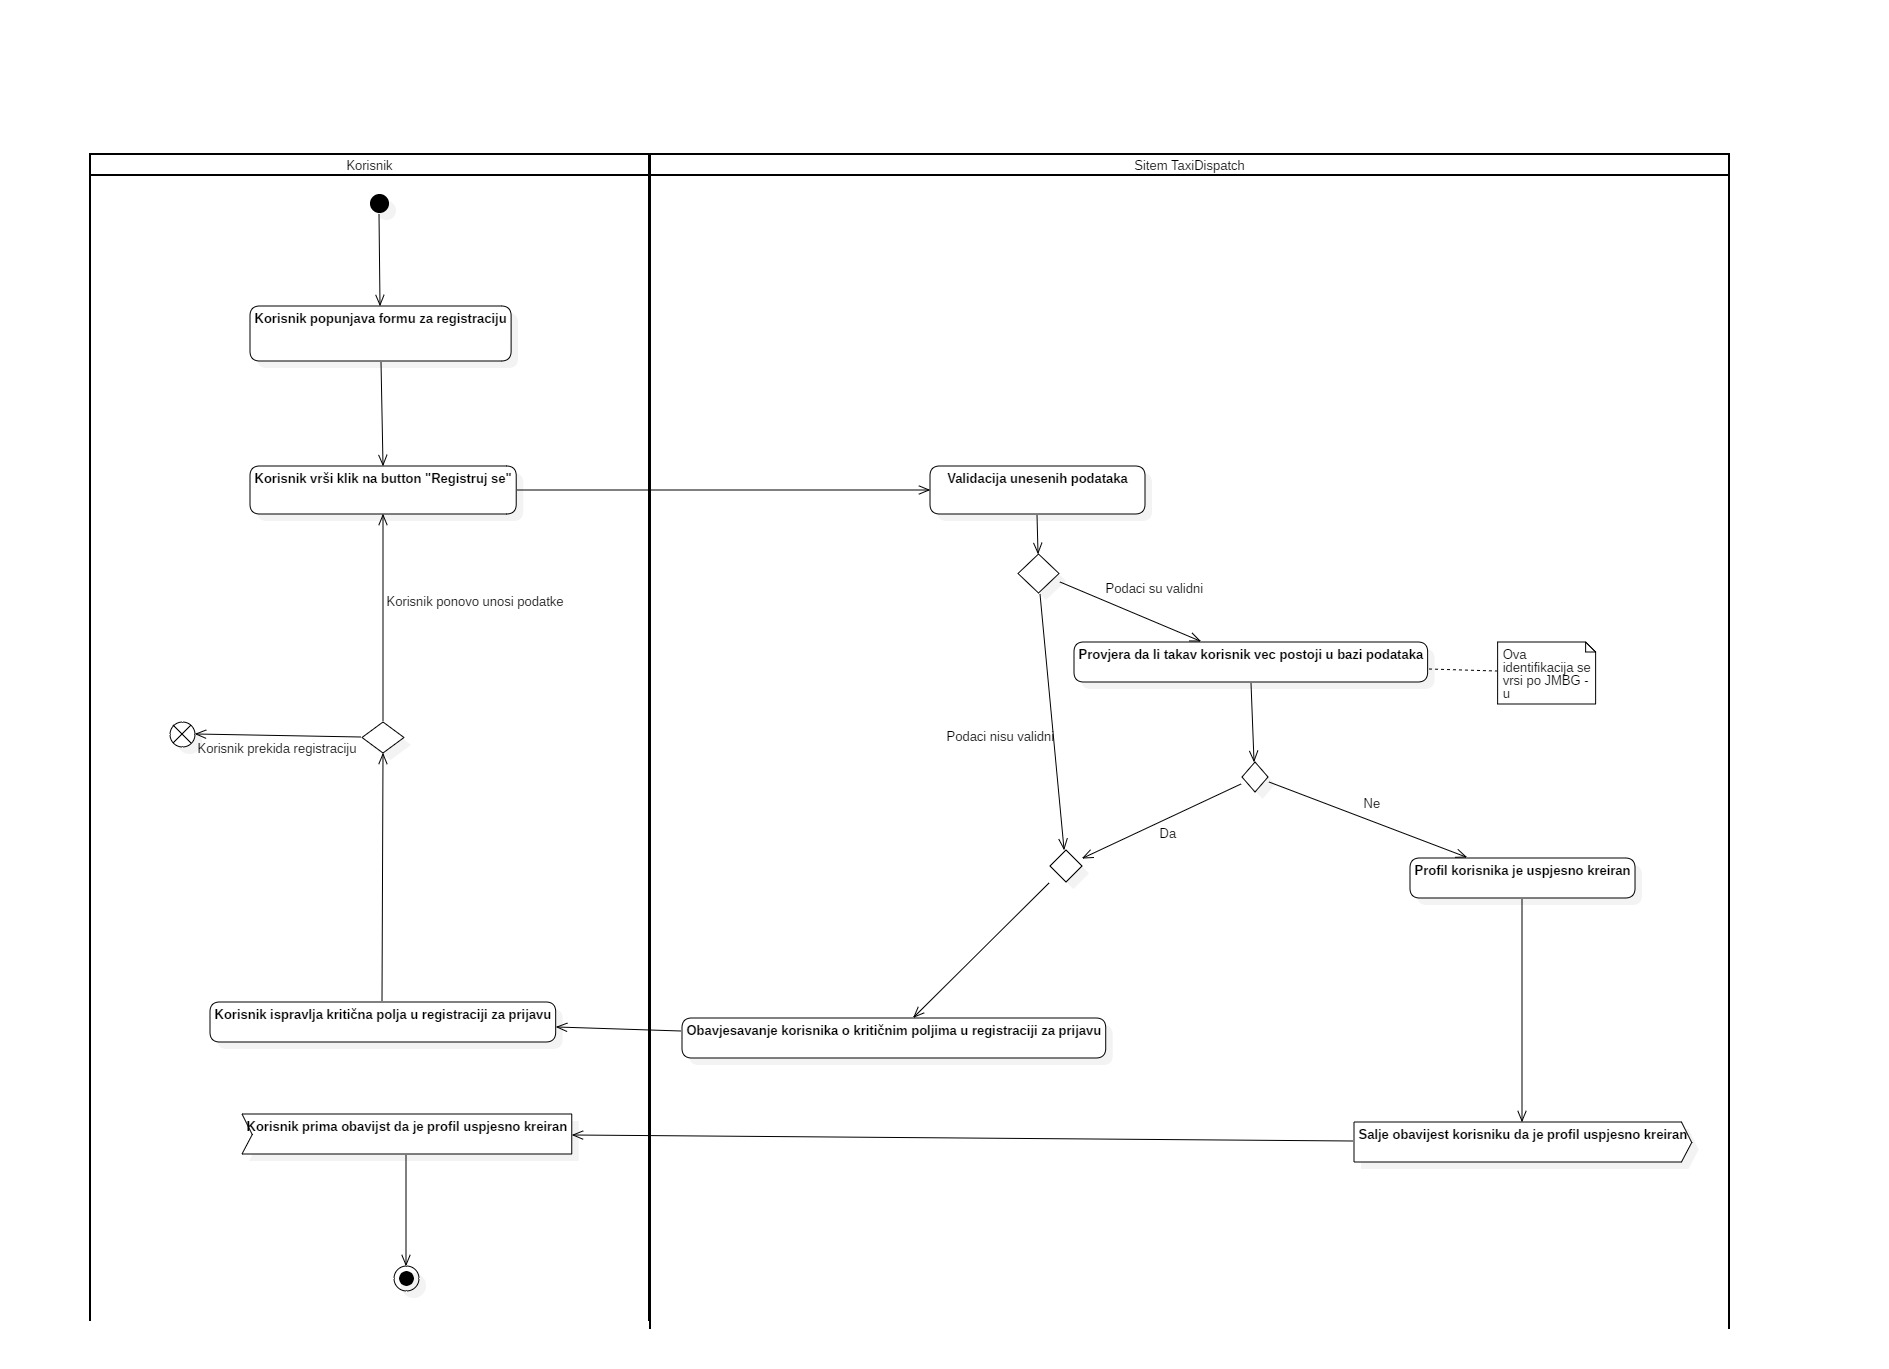 Korisnik
Sitem TaxiDispatch
Korisnik popunjava formu za registraciju
Korisnik vrši klik na button "Registruj se"
Validacija unesenih podataka
Podaci su validni
Korisnik ponovo unosi podatke
Provjera da li takav korisnik vec postoji u bazi podataka
Ova
identifikacija se
vrsi po JMBG -
u
Podaci nisu validni
Korisnik prekida registraciju
Ne
Da
Profil korisnika je uspjesno kreiran
Korisnik ispravlja kritična polja u registraciji za prijavu
Obavjesavanje korisnika o kritičnim poljima u registraciji za prijavu
Korisnik prima obavijst da je profil uspjesno kreiran
Salje obavijest korisniku da je profil uspjesno kreiran